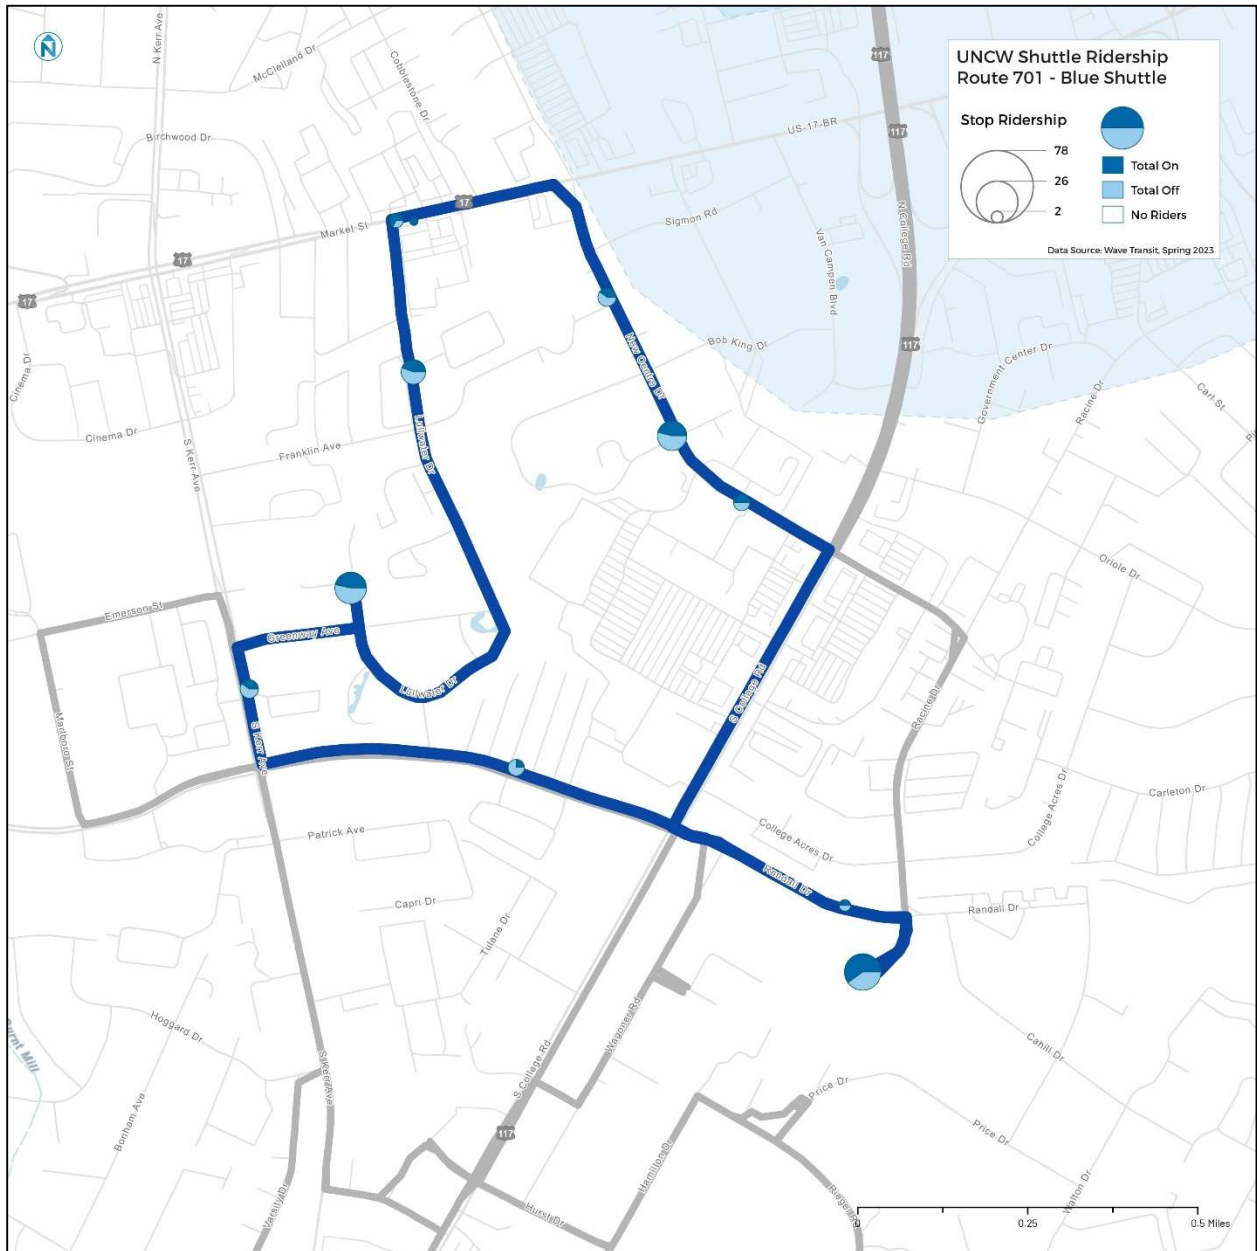 N
UNCW Shuttle Ridership
Route 701 - Blue Shuttle
Stop Ridership
78
26
2
Total On
Total Off
No Riders
Data Source: Wave Transit, Spring 2023
N Kerr Ave
McClelland Dr
Cobblestone Dr
Birchwood Dr
US-17-BR
117
117
N College Rd
117
Market St
17
17
17
Sigmon Rd
Van Campen Blvd
Bob King Dr
New Centre Dr
Government Center Dr
Racine Dr
Carl St
Cinema Dr
Cinema Dr
S Kerr Ave
Franklin Ave
Lullwater Dr
Oriole Dr
Emerson St
Greenway Ave
Lullwater Dr
S College Rd
Racine Dr
Marlboro St
S Kerr Ave
Patrick Ave
College Acres Dr
College Acres Dr
Carleton Dr
Randall Dr
Randall Dr
Capri Dr
Tulane Dr
Hoggard Dr
Burnt Mill
Wagoner Rd
Cahill Dr
S Kerr Ave
S College Rd
Price Dr
Price Dr
Bonham Ave
117
Hamilton Dr
Walton Dr
Varsity Dr
Hurst Dr
Riegel Rd
0
0.25
0.5 Miles